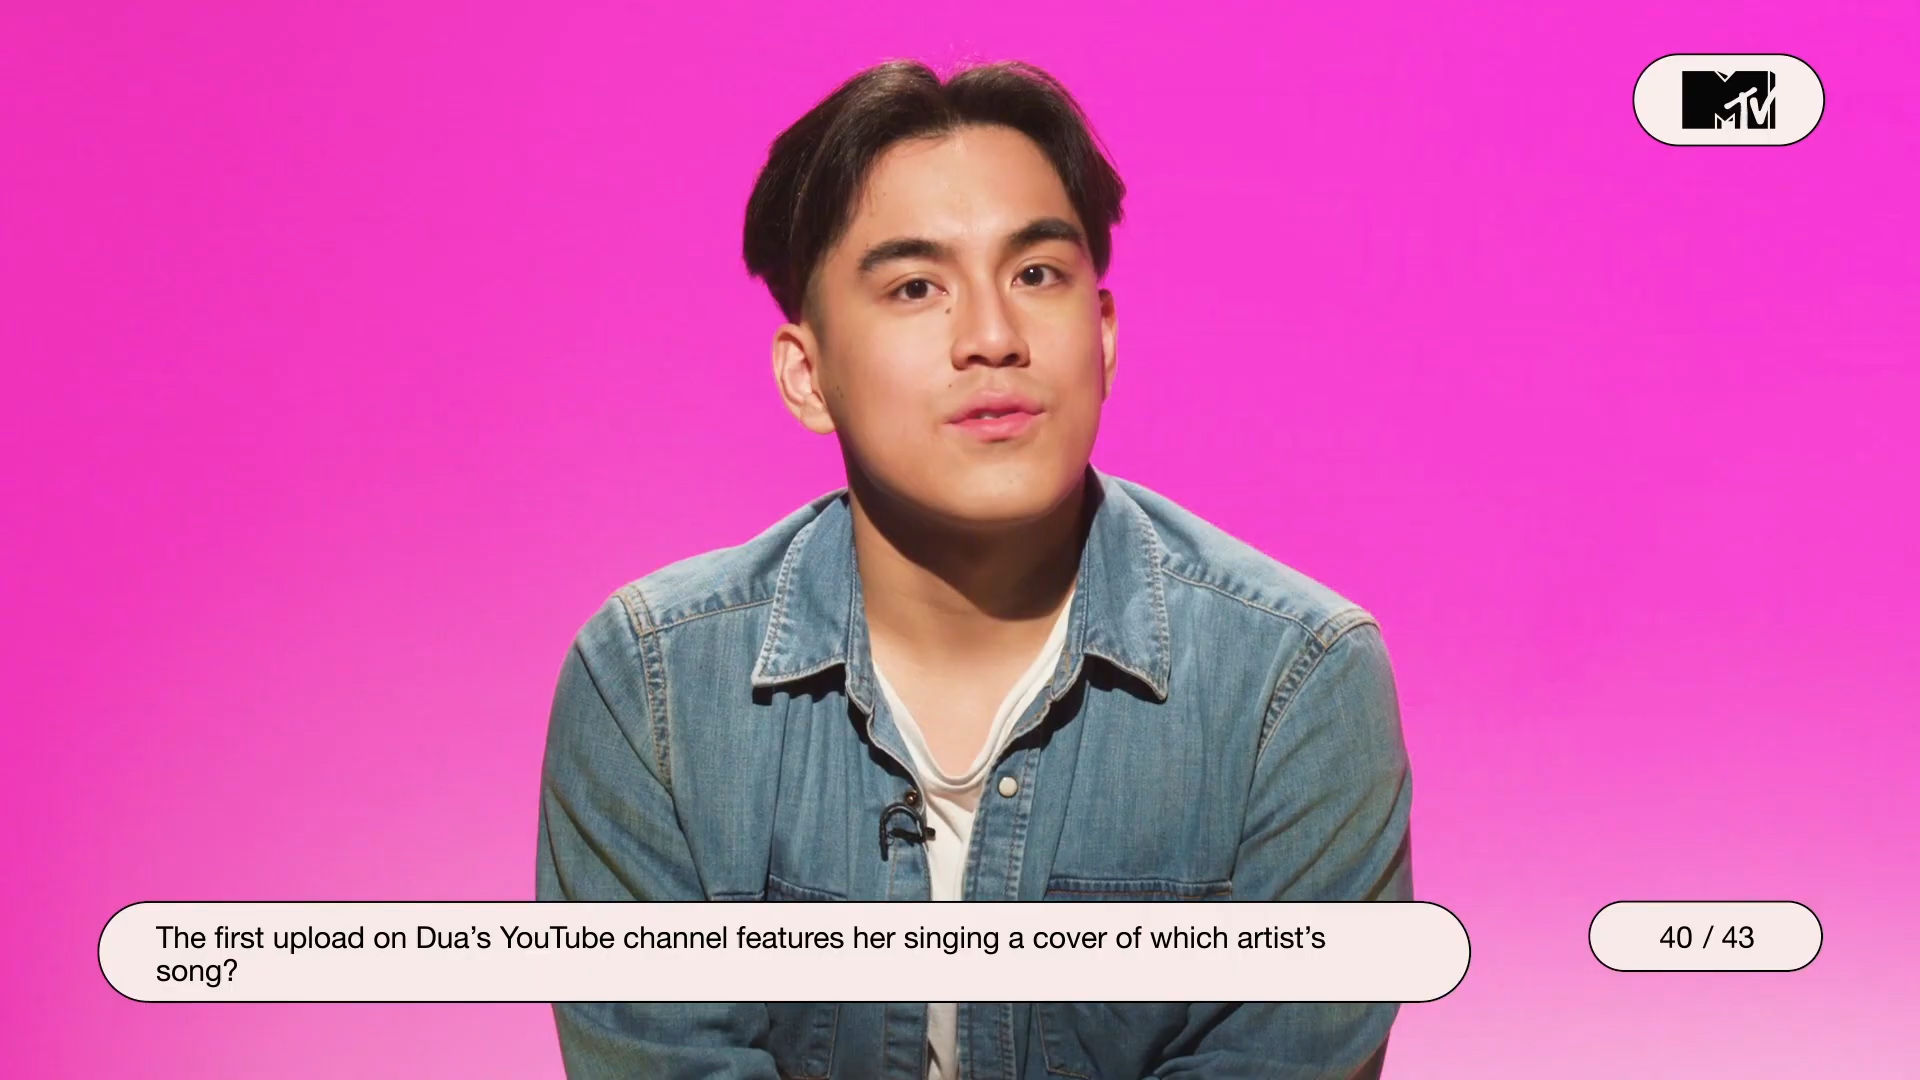 MTV
The first upload on Dua’s YouTube channel features her singing a cover of which artist’s
song?
40 / 43